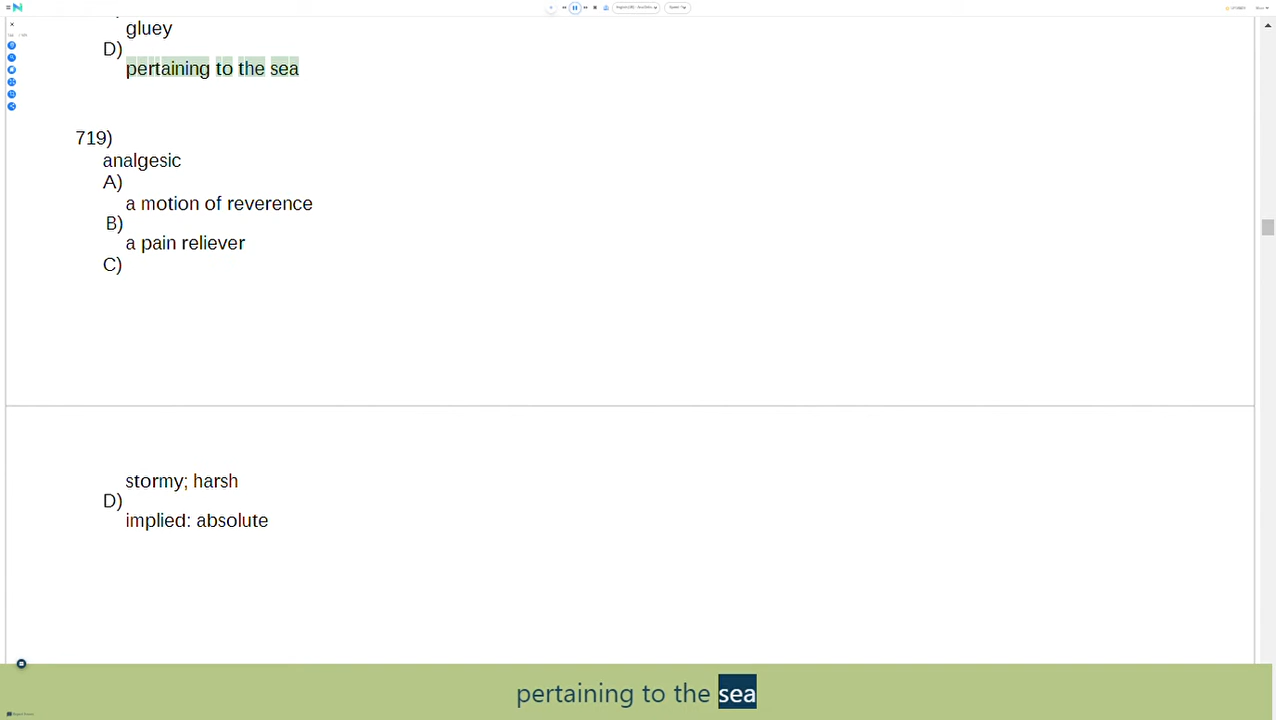 gluey
D)
pertaining to the sea
719)
analgesic
A)
a motion of reverence
B)
a pain reliever
C)
stormy; harsh
D)
implied: absolute
pertaining to the sea